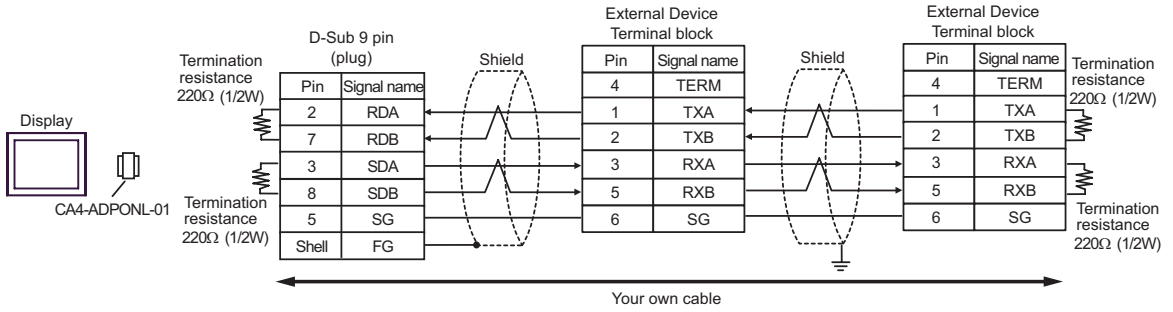 Display
CA4-ADPONL-01
Termination
resistance
220Ω (1/2W)
Termination
resistance
220Ω (1/2W)
D-Sub 9 pin
(plug)
Pin Signal name
2 RDA
7 RDB
3 SDA
8 SDB
5 SG
Shell FG
Shield
External Device
Terminal block
Pin Signal name
4 TERM
1 TXA
2 TXB
3 RXA
5 RXB
6 SG
Shield
External Device
Terminal block
Pin Signal name
4 TERM
1 TXA
2 TXB
3 RXA
5 RXB
6 SG
Termination
resistance
220Ω (1/2W)
Termination
resistance
220Ω (1/2W)
Your own cable